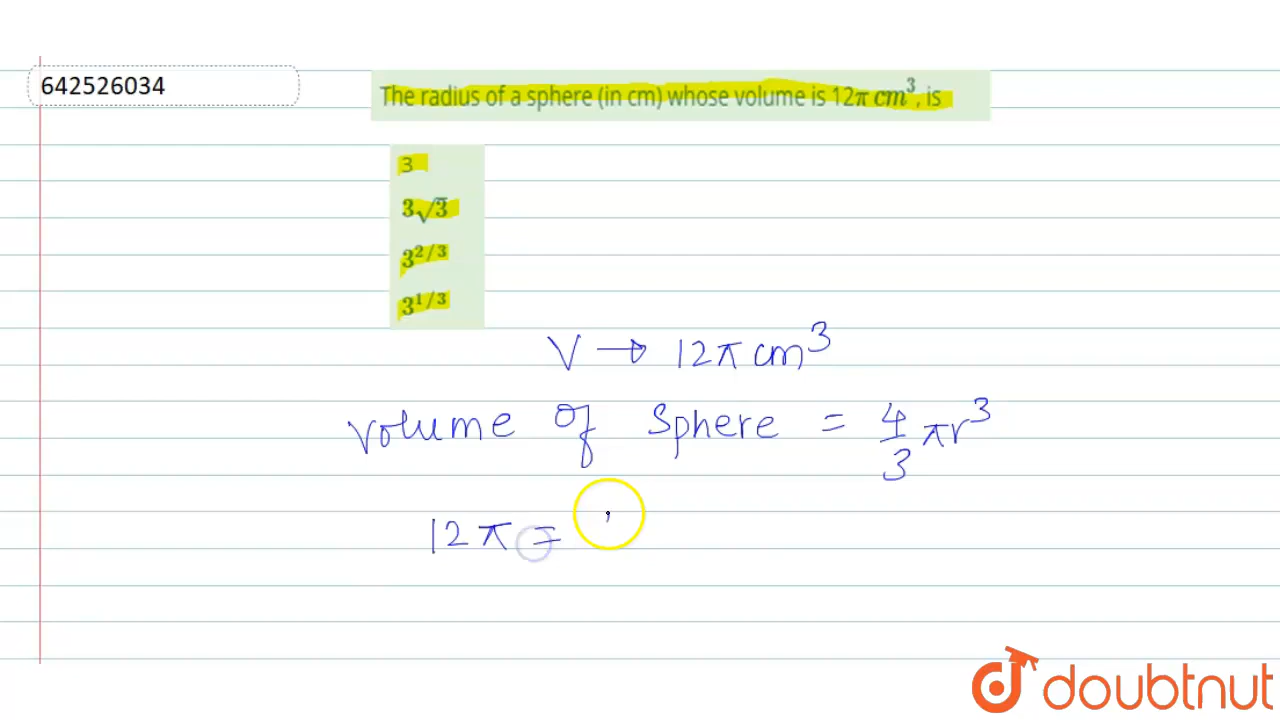 642526034
The radius of a sphere (in cm) whose volume is 12π cm³, is
3
3√3
3^{2/3}
3^{1/3}
V → 12π cm³
Volume of Sphere = 4/3 πr³
12π =
doubtnut